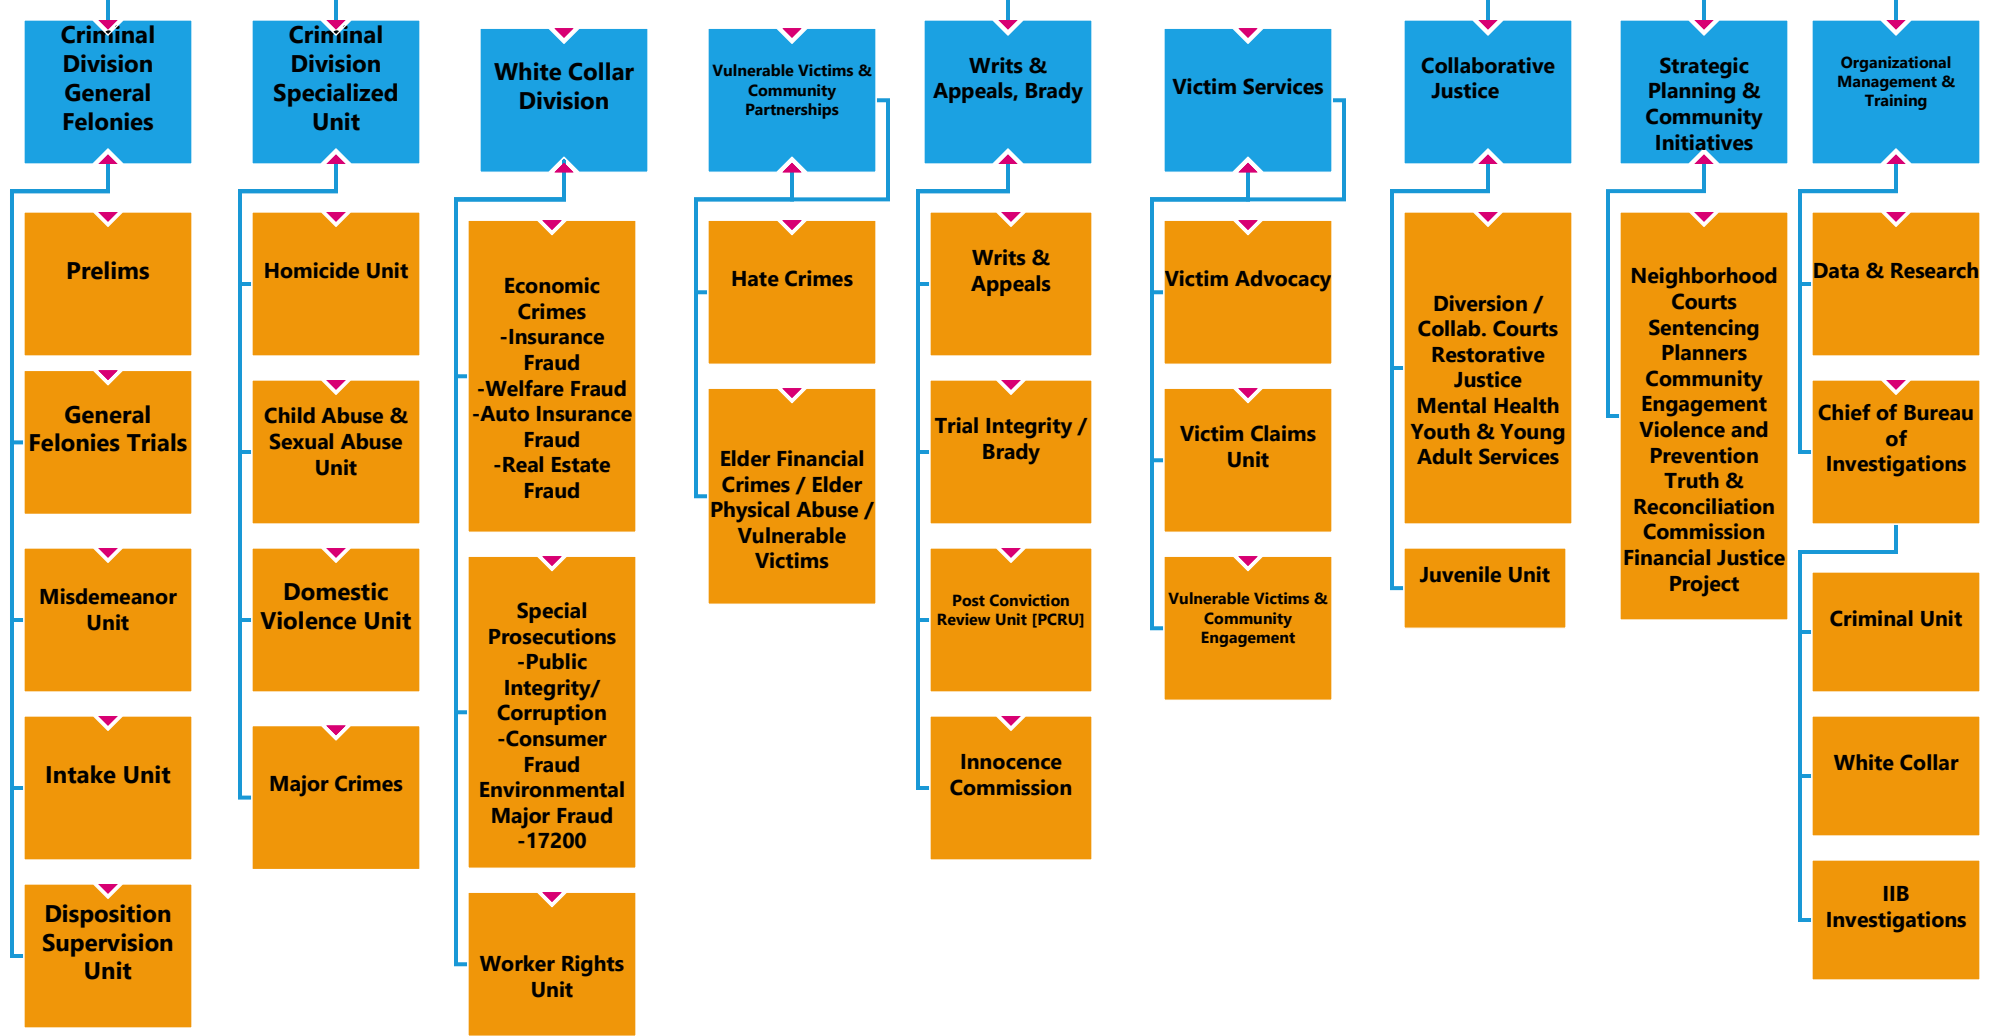 Criminal
Division
General
Felonies
Criminal
Division
Specialized
Unit
White Collar
Division
Vulnerable Victims &
Community
Partnerships
Writs &
Appeals, Brady
Victim Services
Collaborative
Justice
Strategic
Planning &
Community
Initiatives
Organizational
Management &
Training
Prelims
General
Felonies Trials
Misdemeanor
Unit
Intake Unit
Disposition
Supervision
Unit
Homicide Unit
Child Abuse &
Sexual Abuse
Unit
Domestic
Violence Unit
Major Crimes
Economic
Crimes
-Insurance
Fraud
-Welfare Fraud
-Auto Insurance
Fraud
-Real Estate
Fraud
Special
Prosecutions
-Public
Integrity/
Corruption
-Consumer
Fraud
Environmental
Major Fraud
-17200
Worker Rights
Unit
Hate Crimes
Elder Financial
Crimes / Elder
Physical Abuse /
Vulnerable
Victims
Writs &
Appeals
Trial Integrity /
Brady
Post Conviction
Review Unit [PCRU]
Innocence
Commission
Victim Advocacy
Victim Claims
Unit
Vulnerable Victims &
Community
Engagement
Diversion /
Collab. Courts
Restorative
Justice
Mental Health
Youth & Young
Adult Services
Juvenile Unit
Neighborhood
Courts
Sentencing
Planners
Community
Engagement
Violence and
Prevention
Truth &
Reconciliation
Commission
Financial Justice
Project
Data & Research
Chief of Bureau
of
Investigations
Criminal Unit
White Collar
IIB
Investigations